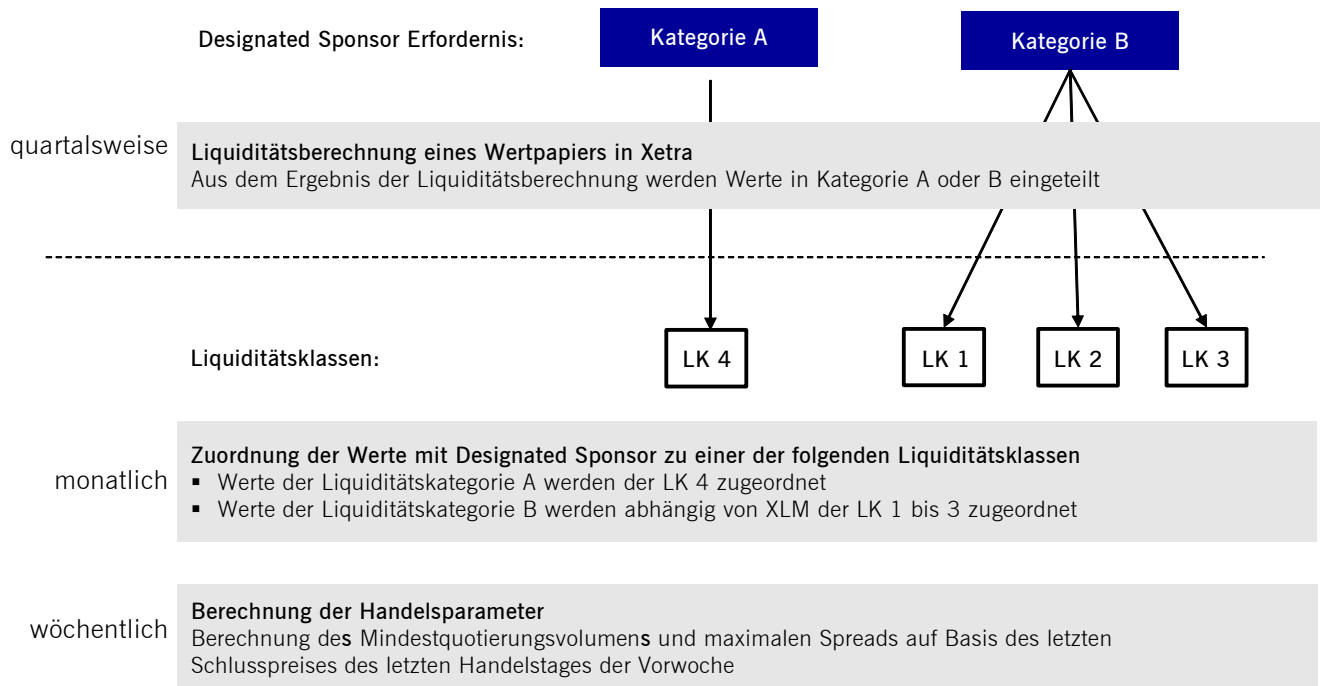 Designated Sponsor Erfordernis:
Kategorie A
Kategorie B
quartalsweise
Liquiditätsberechnung eines Wertpapiers in Xetra
Aus dem Ergebnis der Liquiditätsberechnung werden Werte in Kategorie A oder B eingeteilt
Liquiditätsklassen:
LK 4
LK 1
LK 2
LK 3
monatlich
Zuordnung der Werte mit Designated Sponsor zu einer der folgenden Liquiditätsklassen
▪ Werte der Liquiditätskategorie A werden der LK 4 zugeordnet
▪ Werte der Liquiditätskategorie B werden abhängig von XLM der LK 1 bis 3 zugeordnet
wöchentlich
Berechnung der Handelsparameter
Berechnung des Mindestquotierungsvolumens und maximalen Spreads auf Basis des letzten
Schlusspreises des letzten Handelstages der Vorwoche